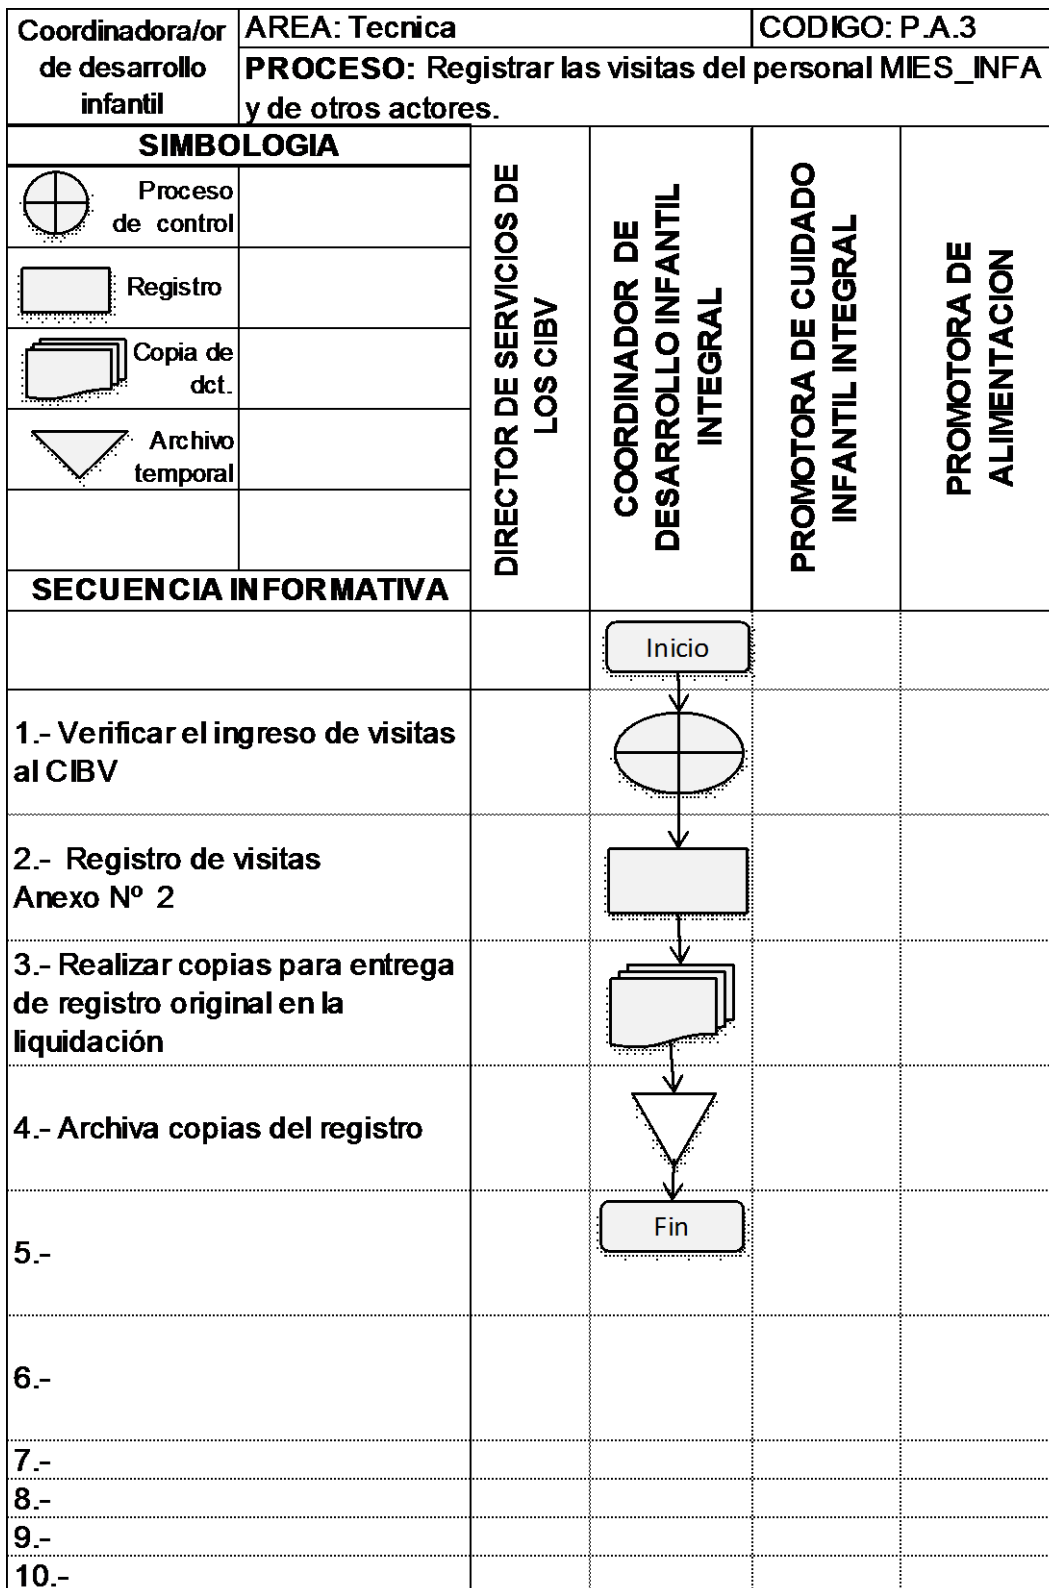 Coordinadora/or
de desarrollo
infantil
AREA: Tecnica
CODIGO: P.A.3
PROCESO: Registrar las visitas del personal MIES_INFA
y de otros actores.
SIMBOLOGIA
Proceso
de control
Registro
Copia de
dct.
Archivo
temporal
SECUENCIA INFORMATIVA
DIRECTOR DE SERVICIOS DE
LOS CIBV
COORDINADOR DE
DESARROLLO INFANTIL
INTEGRAL
PROMOTORA DE CUIDADO
INFANTIL INTEGRAL
PROMOTORA DE
ALIMENTACION
Inicio
1.- Verificar el ingreso de visitas
al CIBV
2.- Registro de visitas
Anexo Nº 2
3.- Realizar copias para entrega
de registro original en la
liquidación
4.- Archiva copias del registro
Fin
5.-
6.-
7.-
8.-
9.-
10.-